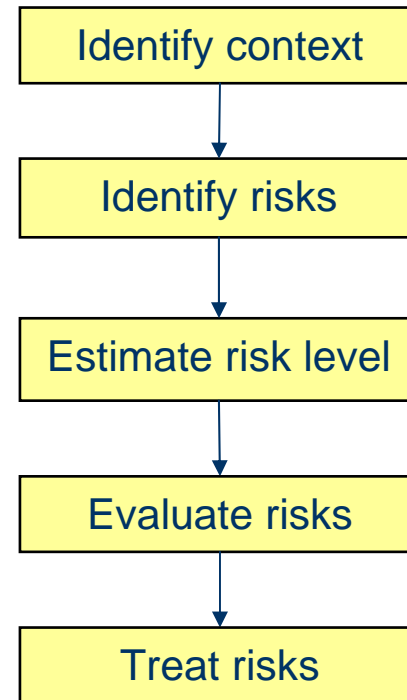 Identify context
Identify risks
Estimate risk level
Evaluate risks
Treat risks